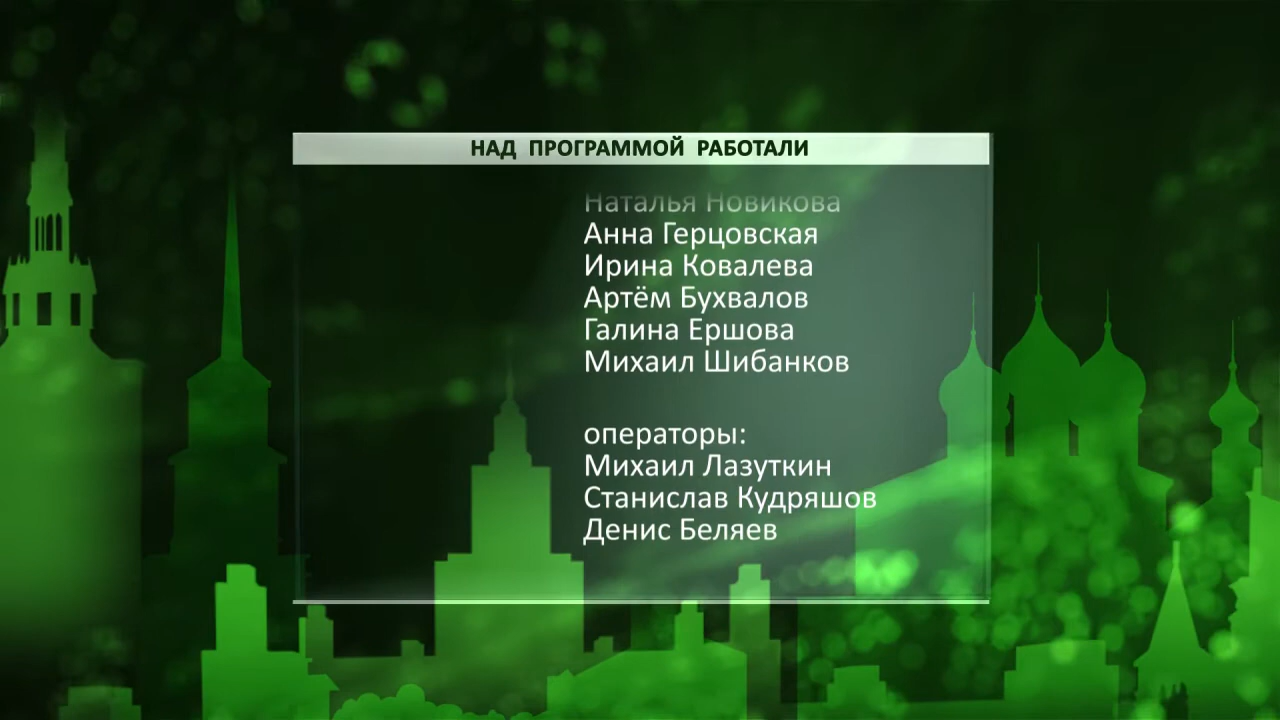 НАД ПРОГРАММОЙ РАБОТАЛИ
Наталья Новикова
Анна Герцовская
Ирина Ковалева
Артём Бухвалов
Галина Ершова
Михаил Шибанков
операторы:
Михаил Лазуткин
Станислав Кудряшов
Денис Беляев